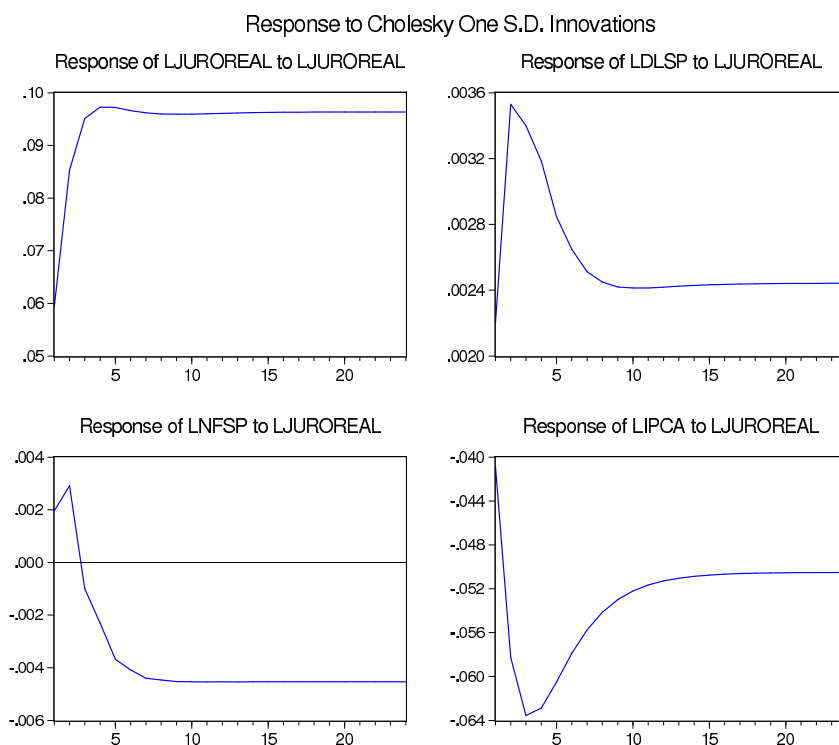 Response to Cholesky One S.D. Innovations
Response of LJUROREAL to LJUROREAL
.10
.09
.08
.07
.06
.05
5 10 15 20
Response of LDLSP to LJUROREAL
.0036
.0032
.0028
.0024
.0020
5 10 15 20
Response of LNFSP to LJUROREAL
.004
.002
.000
-.002
-.004
-.006
5 10 15 20
Response of LIPCA to LJUROREAL
-.040
-.044
-.048
-.052
-.056
-.060
-.064
5 10 15 20